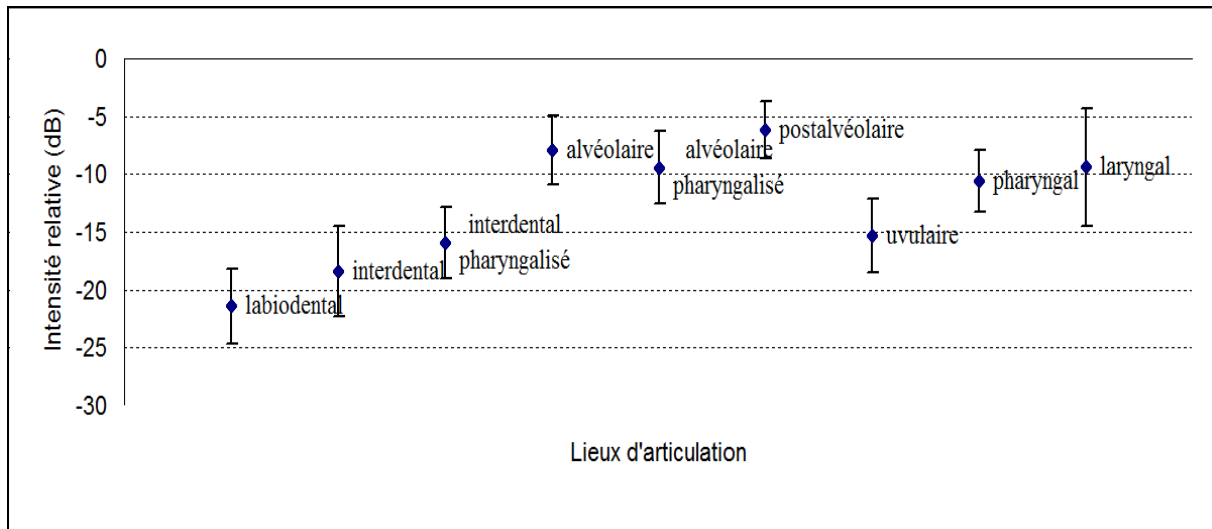 Intensité relative (dB)
0
-5
-10
-15
-20
-25
-30
labiodental
interdental
interdental
pharyngalisé
alvéolaire
alvéolaire
pharyngalisé
postalvéolaire
uvulaire
pharyngal
laryngal
Lieux d'articulation